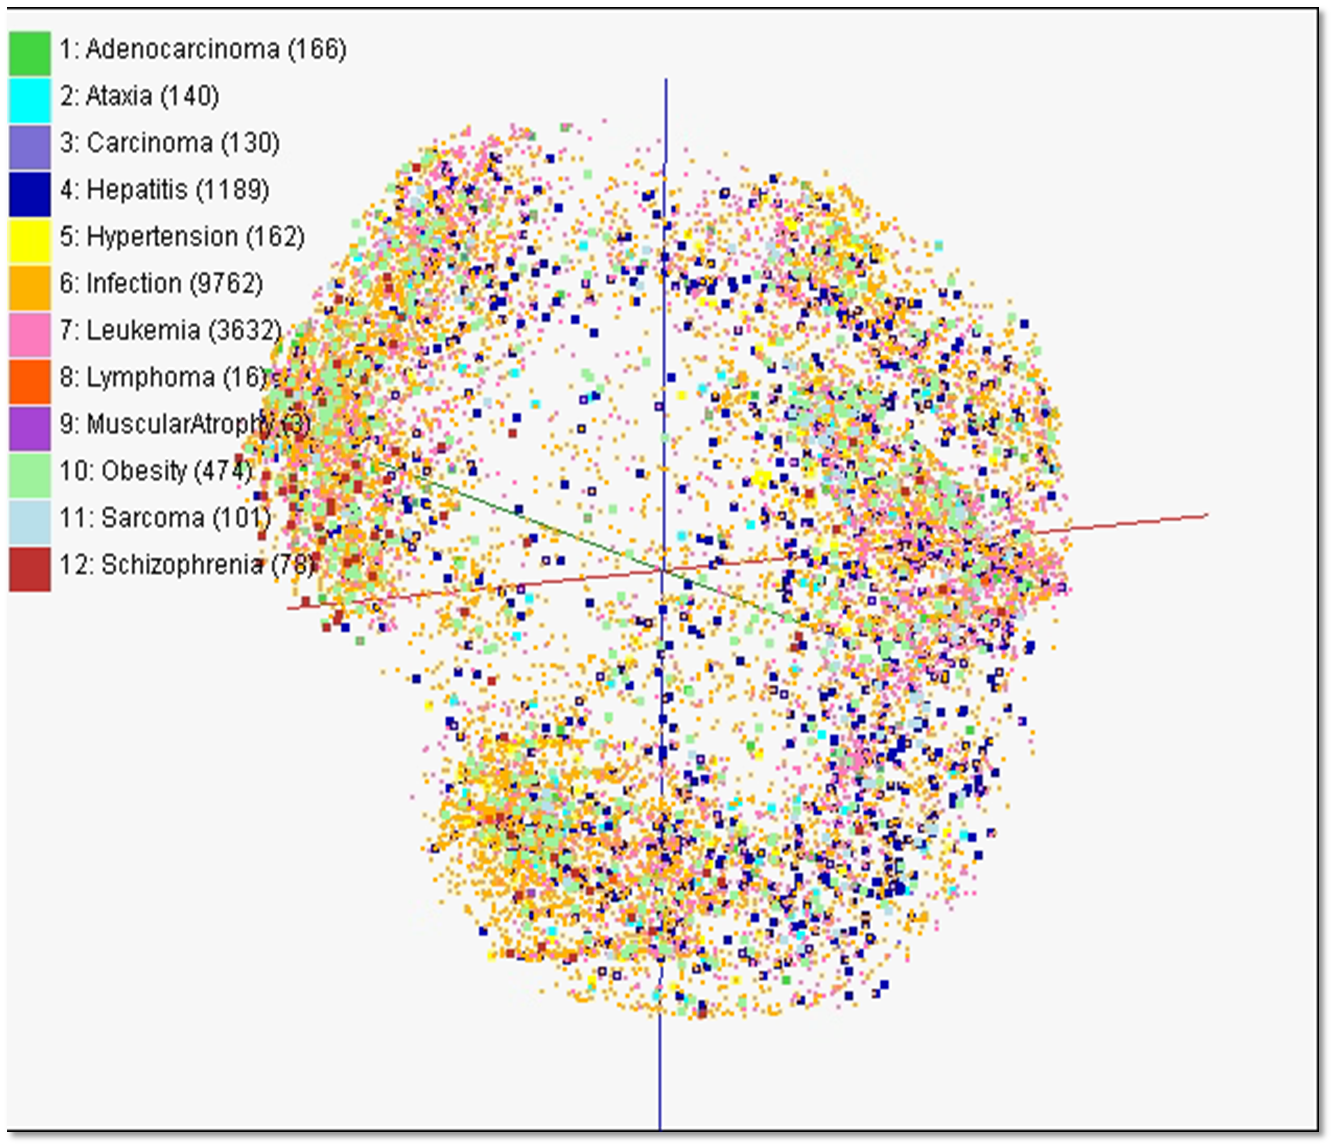 1: Adenocarcinoma (166)
2: Ataxia (140)
3: Carcinoma (130)
4: Hepatitis (1189)
5: Hypertension (162)
6: Infection (9762)
7: Leukemia (3632)
8: Lymphoma (16)
9: MuscularAtrophy (3)
10: Obesity (474)
11: Sarcoma (101)
12: Schizophrenia (78)